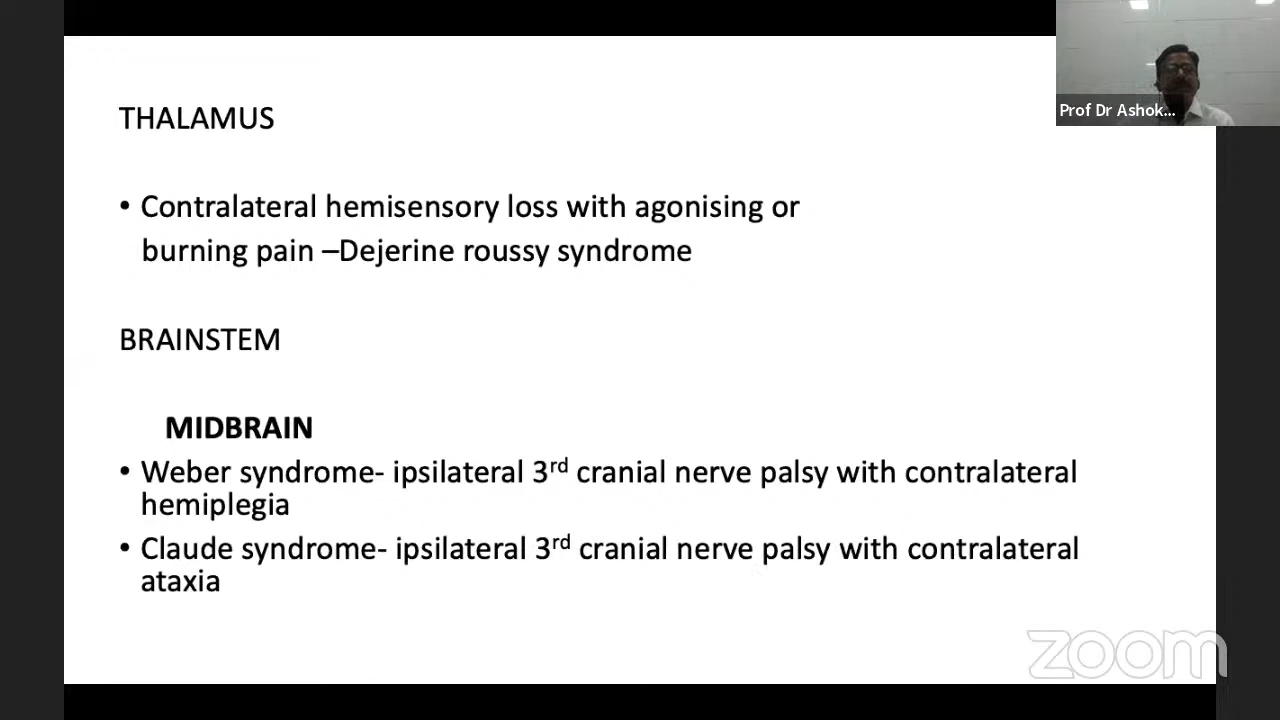 Prof Dr Ashok...
THALAMUS
• Contralateral hemisensory loss with agonising or
burning pain –Dejerine roussy syndrome
BRAINSTEM
MIDBRAIN
• Weber syndrome- ipsilateral 3rd cranial nerve palsy with contralateral
hemiplegia
• Claude syndrome- ipsilateral 3rd cranial nerve palsy with contralateral
ataxia
zoom